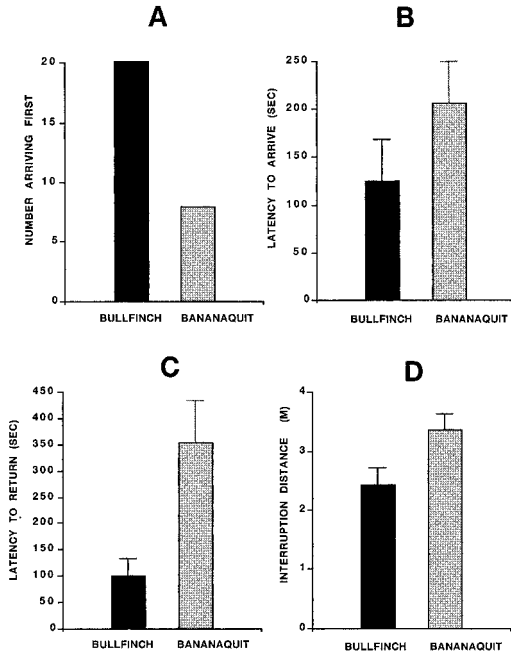 A
NUMBER ARRIVING FIRST
20
15
10
5
0
BULLFINCH BANANAQUIT
B
LATENCY TO ARRIVE (SEC)
250
200
150
100
50
0
BULLFINCH BANANAQUIT
C
LATENCY TO RETURN (SEC)
450
400
350
300
250
200
150
100
50
0
BULLFINCH BANANAQUIT
D
INTERRUPTION DISTANCE (M)
4
3
2
1
0
BULLFINCH BANANAQUIT